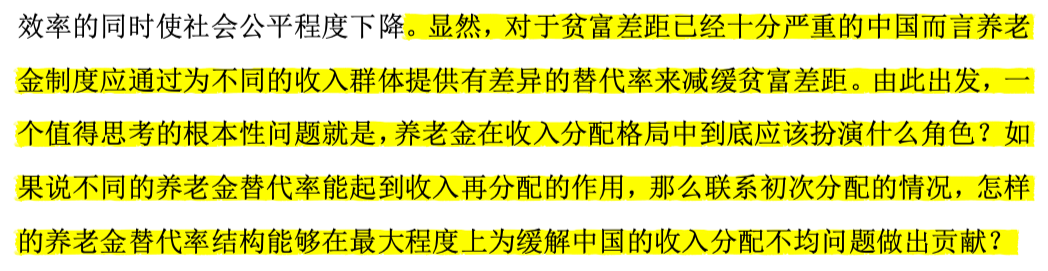 效率的同时使社会公平程度下降。显然，对于贫富差距已经十分严重的中国而言养老
金制度应通过为不同的收入群体提供有差异的替代率来减缓贫富差距。由此出发，一
个值得思考的根本性问题就是，养老金在收入分配格局中到底应该扮演什么角色？如
果说不同的养老金替代率能起到收入再分配的作用，那么联系初次分配的情况，怎样
的养老金替代率结构能够在最大程度上为缓解中国的收入分配不均问题做出贡献？